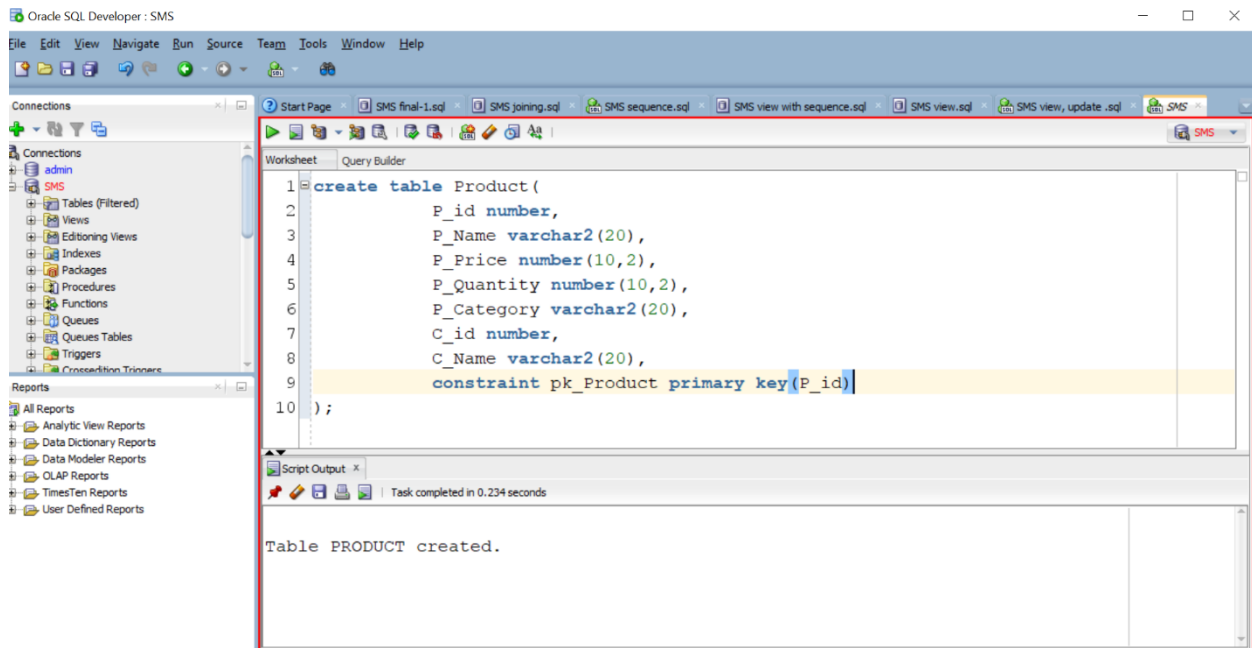 Oracle SQL Developer : SMS
File Edit View Navigate Run Source Team Tools Window Help
Connections
Start Page
SMS final-1.sql
SMS joining.sql
SMS sequence.sql
SMS view with sequence.sql
SMS view.sql
SMS view, update .sql
SMS
SMS
Connections
admin
SMS
Tables (Filtered)
Views
Editioning Views
Indexes
Packages
Procedures
Functions
Queues
Queues Tables
Triggers
Crossedition Triggers
Worksheet Query Builder
1 create table Product(
2 P_id number,
3 P_Name varchar2(20),
4 P_Price number(10,2),
5 P_Quantity number(10,2),
6 P_Category varchar2(20),
7 C_id number,
8 C_Name varchar2(20),
9 constraint pk_Product primary key(P_id)
10 );
Reports
All Reports
Analytic View Reports
Data Dictionary Reports
Data Modeler Reports
OLAP Reports
TimesTen Reports
User Defined Reports
Script Output
Task completed in 0.234 seconds
Table PRODUCT created.